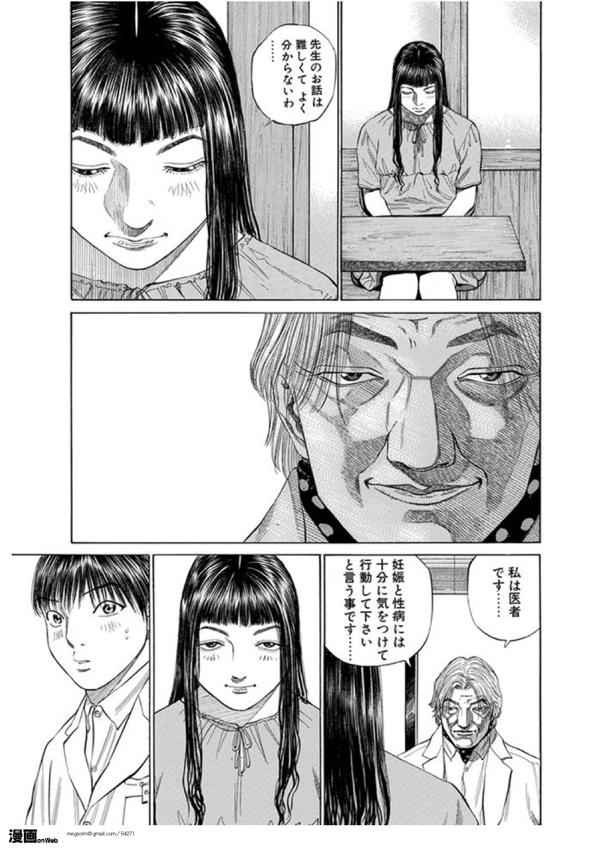 先生のお話は
難しくて よく
分からないわ
……
私は医者
です……
妊娠と性病には
十分に気をつけて
行動して下さい
と言う事です……
漫画onWeb
megaorin@gmail.com/54271